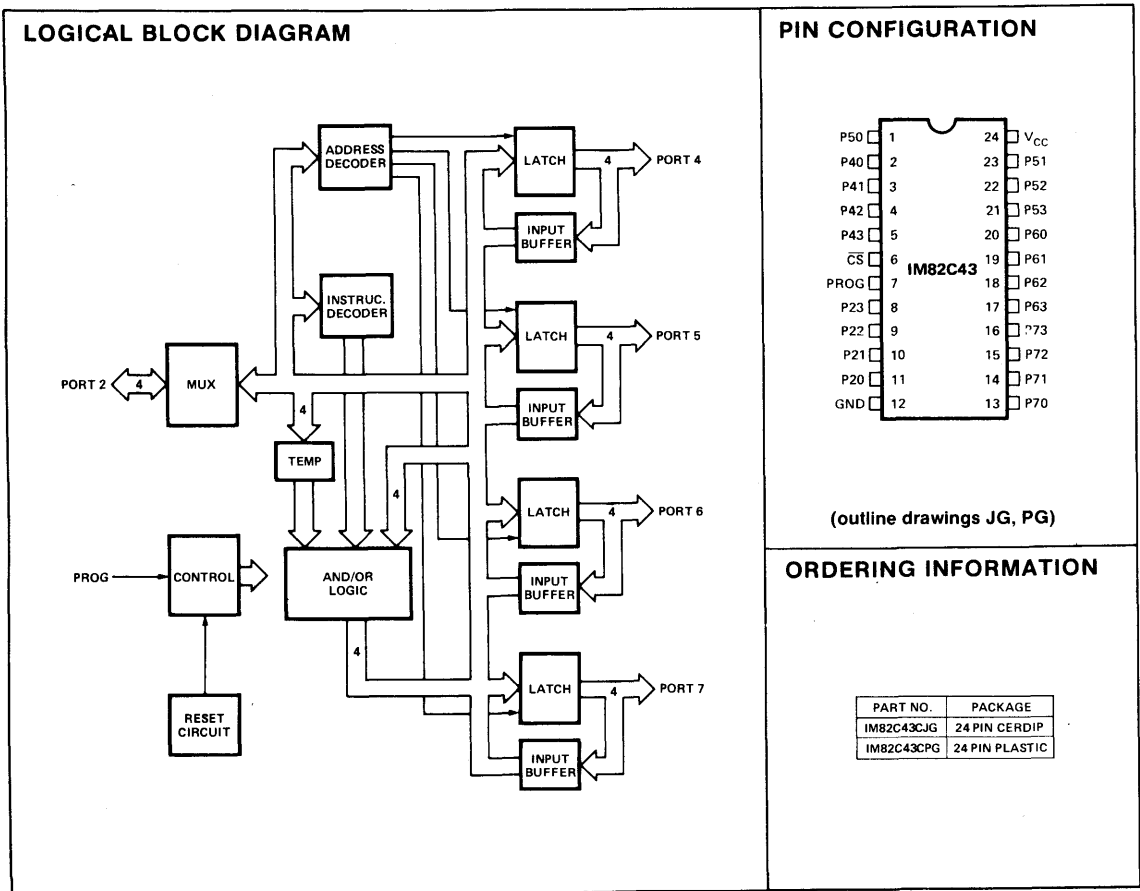 LOGICAL BLOCK DIAGRAM
ADDRESS
DECODER
LATCH
4
PORT 4
INPUT
BUFFER
INSTRUC.
DECODER
LATCH
4
PORT 5
PORT 2
4
MUX
INPUT
BUFFER
4
TEMP
4
LATCH
4
PORT 6
PROG
CONTROL
AND/OR
LOGIC
INPUT
BUFFER
4
LATCH
4
PORT 7
RESET
CIRCUIT
INPUT
BUFFER
PIN CONFIGURATION
P50 1 24 VCC
P40 2 23 P51
P41 3 22 P52
P42 4 21 P53
P43 5 20 P60
C̅S̅ 6 19 P61
IM82C43
PROG 7 18 P62
P23 8 17 P63
P22 9 16 P73
P21 10 15 P72
P20 11 14 P71
GND 12 13 P70
(outline drawings JG, PG)
ORDERING INFORMATION
PART NO. PACKAGE
IM82C43CJG 24 PIN CERDIP
IM82C43CPG 24 PIN PLASTIC